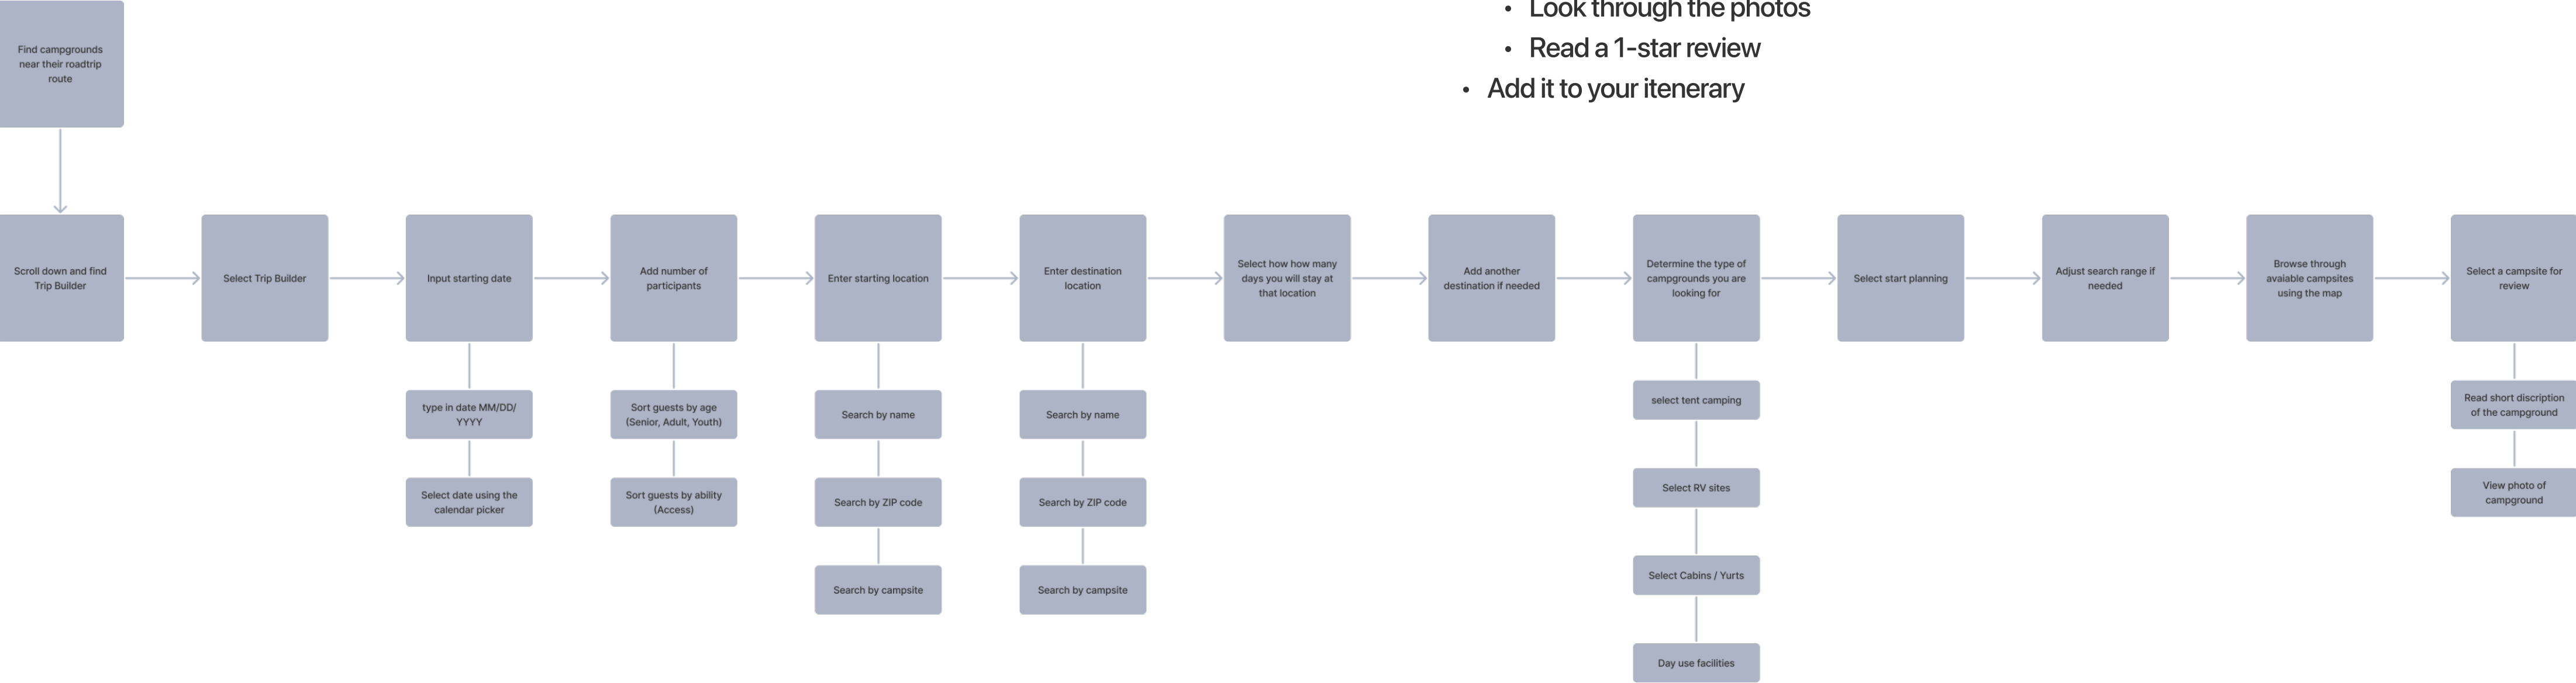 Look through the photos
Read a 1-star review
Add it to your itenerary
Find campgrounds
near their roadtrip
route
Scroll down and find
Trip Builder
Select Trip Builder
Input starting date
type in date MM/DD/
YYYY
Select date using the
calendar picker
Add number of
participants
Sort guests by age
(Senior, Adult, Youth)
Sort guests by ability
(Access)
Enter starting location
Search by name
Search by ZIP code
Search by campsite
Enter destination
location
Search by name
Search by ZIP code
Search by campsite
Select how how many
days you will stay at
that location
Add another
destination if needed
Determine the type of
campgrounds you are
looking for
select tent camping
Select RV sites
Select Cabins / Yurts
Day use facilities
Select start planning
Adjust search range if
needed
Browse through
avaiable campsites
using the map
Select a campsite for
review
Read short discription
of the campground
View photo of
campground